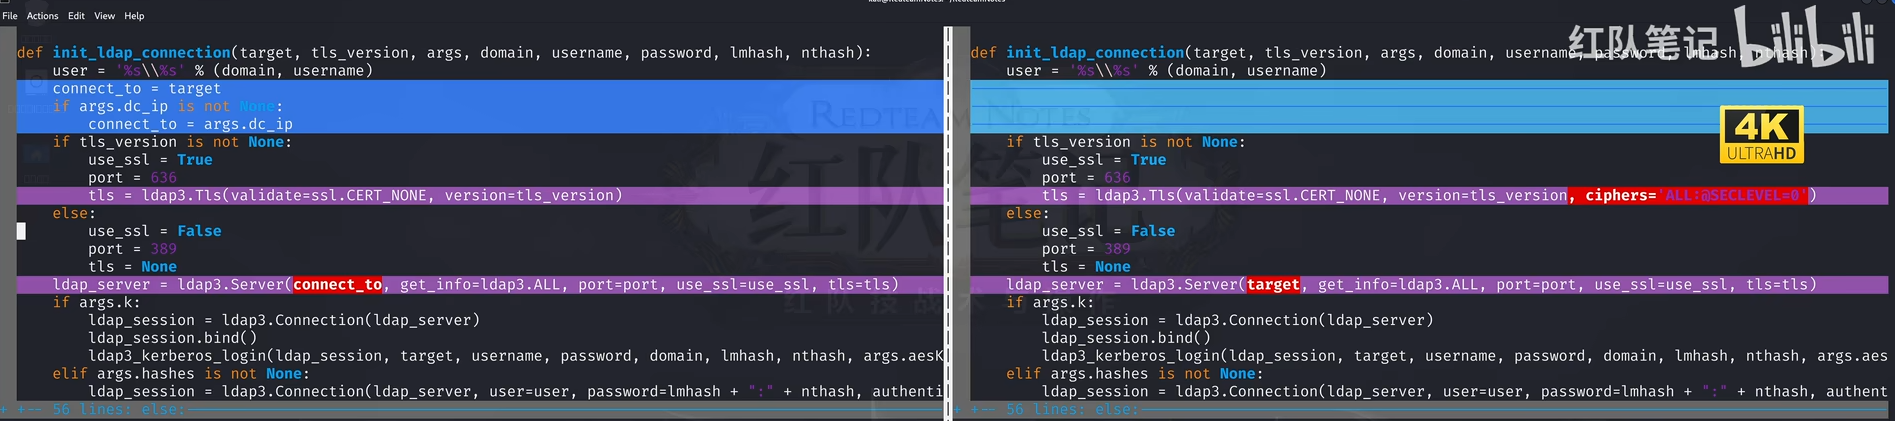 File Actions Edit View Help
def init_ldap_connection(target, tls_version, args, domain, username, password, lmhash, nthash):
    user = '%s\\%s' % (domain, username)
    connect_to = target
    if args.dc_ip is not None:
        connect_to = args.dc_ip
    if tls_version is not None:
        use_ssl = True
        port = 636
        tls = ldap3.Tls(validate=ssl.CERT_NONE, version=tls_version)
    else:
        use_ssl = False
        port = 389
        tls = None
    ldap_server = ldap3.Server(connect_to, get_info=ldap3.ALL, port=port, use_ssl=use_ssl, tls=tls)
    if args.k:
        ldap_session = ldap3.Connection(ldap_server)
        ldap_session.bind()
        ldap3_kerberos_login(ldap_session, target, username, password, domain, lmhash, nthash, args.aesK
    elif args.hashes is not None:
        ldap_session = ldap3.Connection(ldap_server, user=user, password=lmhash + ":" + nthash, authenti
+ +-- 56 lines: else:
def init_ldap_connection(target, tls_version, args, domain, username, password, lmhash, nthash):
    user = '%s\\%s' % (domain, username)
    if tls_version is not None:
        use_ssl = True
        port = 636
        tls = ldap3.Tls(validate=ssl.CERT_NONE, version=tls_version, ciphers='ALL:@SECLEVEL=0')
    else:
        use_ssl = False
        port = 389
        tls = None
    ldap_server = ldap3.Server(target, get_info=ldap3.ALL, port=port, use_ssl=use_ssl, tls=tls)
    if args.k:
        ldap_session = ldap3.Connection(ldap_server)
        ldap_session.bind()
        ldap3_kerberos_login(ldap_session, target, username, password, domain, lmhash, nthash, args.aes
    elif args.hashes is not None:
        ldap_session = ldap3.Connection(ldap_server, user=user, password=lmhash + ":" + nthash, authent
+ +-- 56 lines: else:
红队笔记 bilibili
4K
ULTRA HD
REDTEAM NOTES
红队笔记